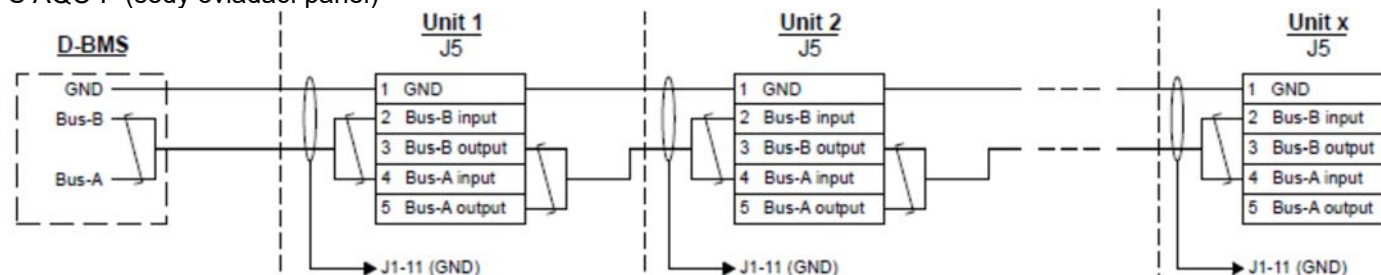 D-BMS
GND
Bus-B
Bus-A
Unit 1
J5
1 GND
2 Bus-B input
3 Bus-B output
4 Bus-A input
5 Bus-A output
J1-11 (GND)
Unit 2
J5
1 GND
2 Bus-B input
3 Bus-B output
4 Bus-A input
5 Bus-A output
J1-11 (GND)
Unit x
J5
1 GND
2 Bus-B input
3 Bus-B output
4 Bus-A input
5 Bus-A output
J1-11 (GND)